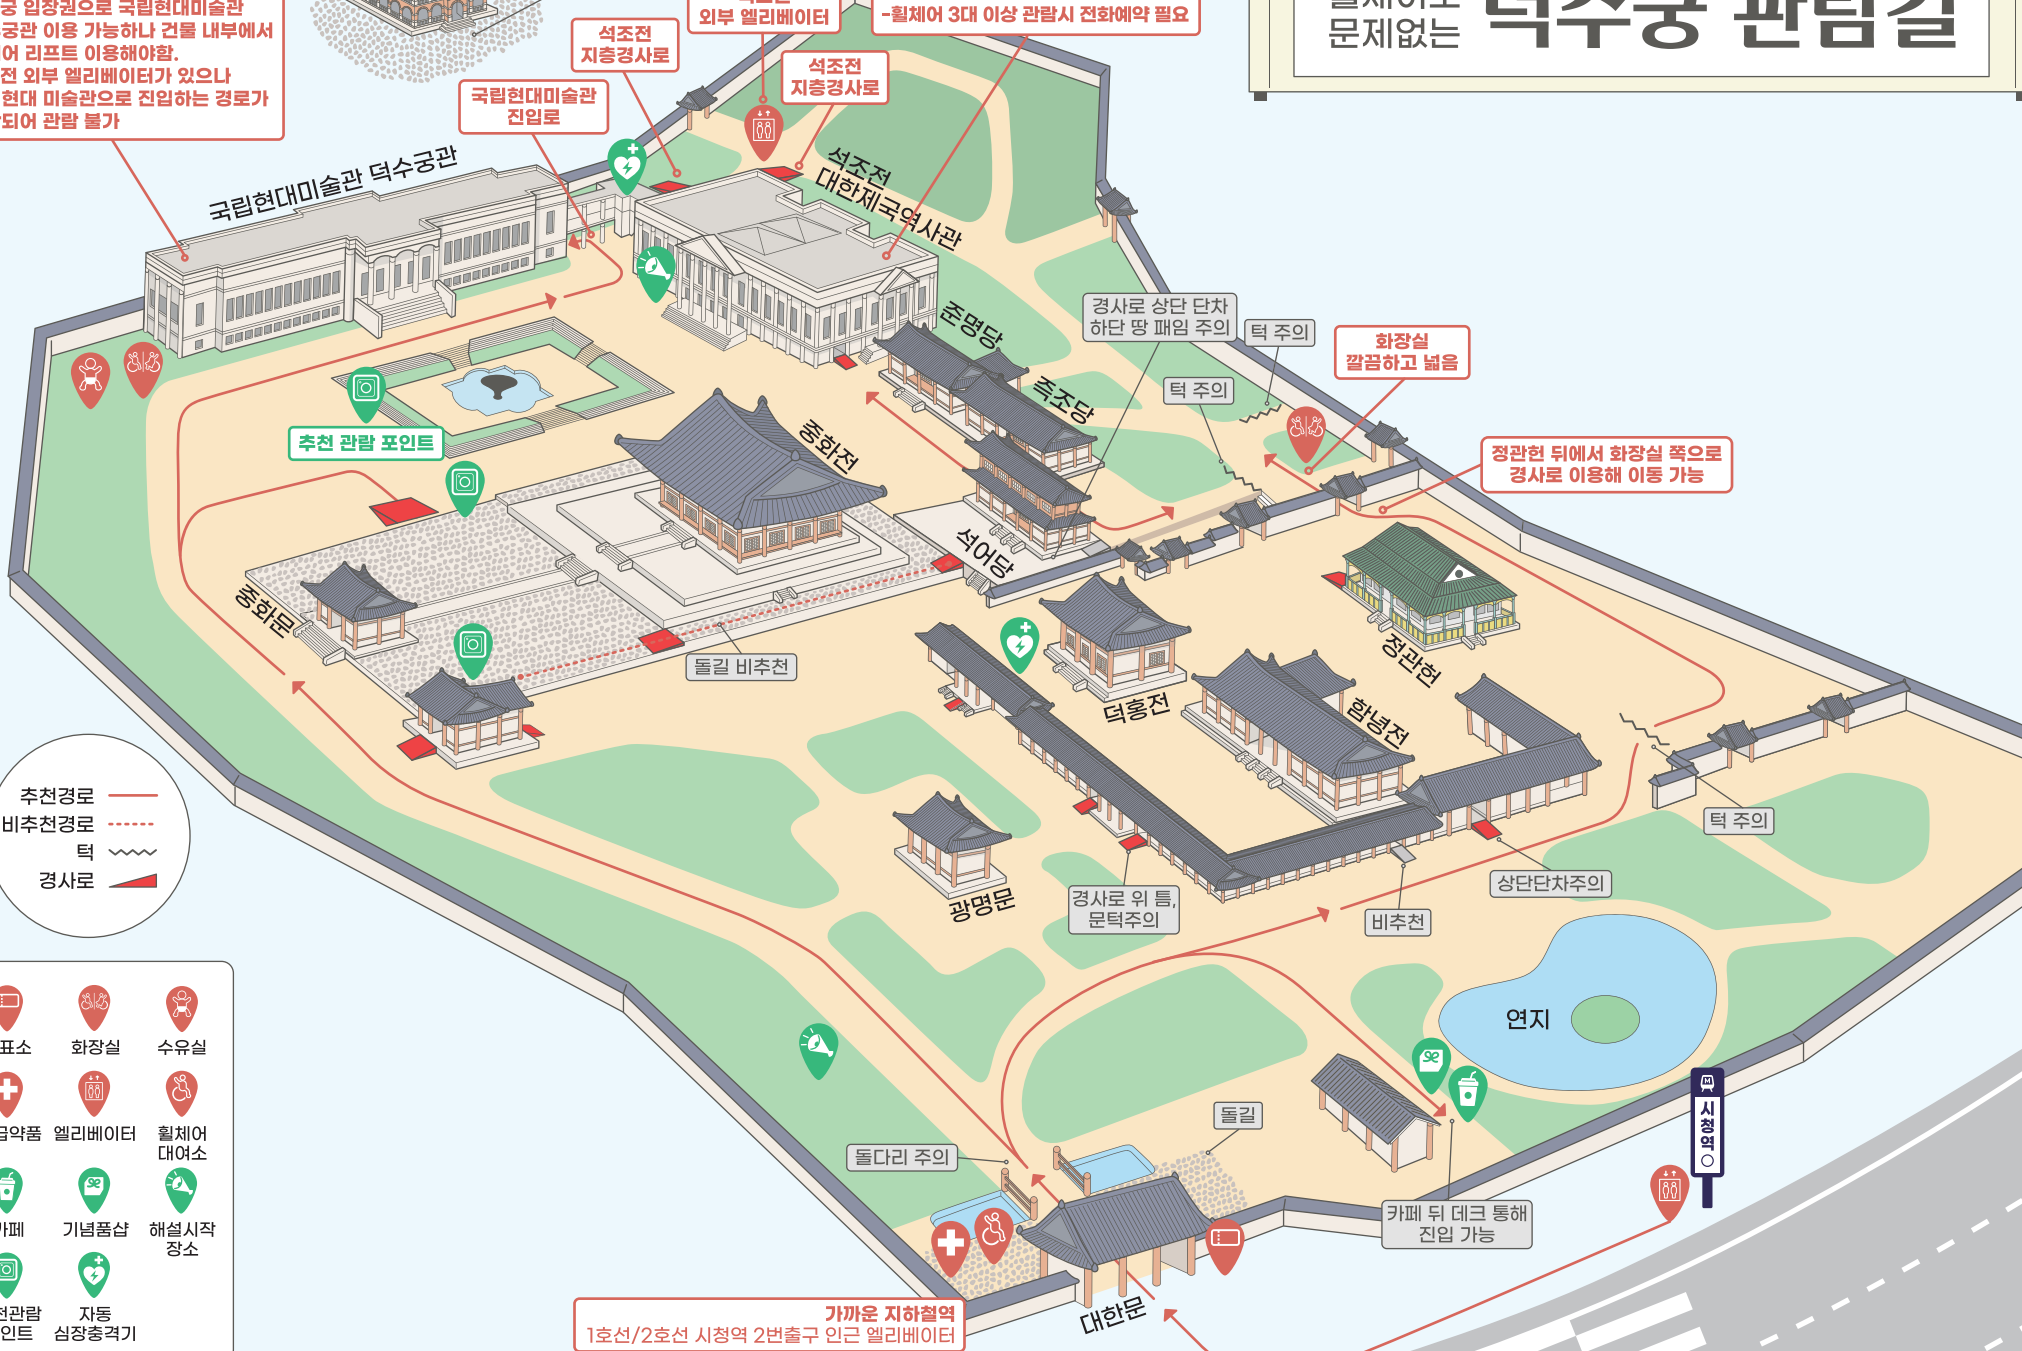 궁 입장권으로 국립현대미술관
궁관 이용 가능하나 건물 내부에서
어 리프트 이용해야함.
전 외부 엘리베이터가 있으나
현대 미술관으로 진입하는 경로가
되어 관람 불가
외부 엘리베이터
-휠체어 3대 이상 관람시 전화예약 필요
문제없는
덕수궁 관람길
석조전
지층경사로
석조전
지층경사로
국립현대미술관
진입로
국립현대미술관 덕수궁관
석조전
대한제국역사관
준명당
경사로 상단 단차
하단 땅 패임 주의
턱 주의
화장실
깔끔하고 넓음
턱 주의
즉조당
추천 관람 포인트
중화전
정관헌 뒤에서 화장실 쪽으로
경사로 이용해 이동 가능
석어당
중화문
돌길 비추천
정관헌
덕홍전
함녕전
추천경로
비추천경로
턱
경사로
턱 주의
광명문
경사로 위 틈,
문턱주의
상단단차주의
비추천
연지
표소
화장실
수유실
급약품
엘리베이터
휠체어
대여소
카페
기념품샵
해설시작
장소
천관람
인트
자동
심장충격기
시청역
돌길
돌다리 주의
카페 뒤 데크 통해
진입 가능
대한문
가까운 지하철역
1호선/2호선 시청역 2번출구 인근 엘리베이터